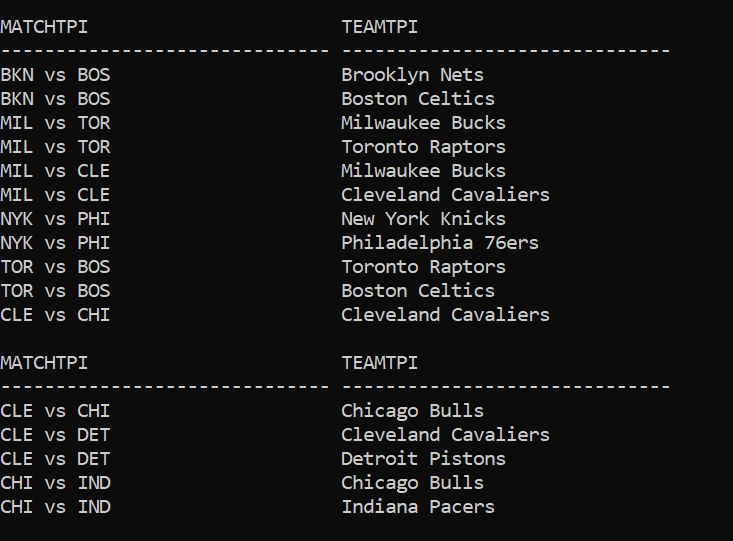 MATCHTPI                       TEAMTPI
------------------------------ ------------------------------
BKN vs BOS                     Brooklyn Nets
BKN vs BOS                     Boston Celtics
MIL vs TOR                     Milwaukee Bucks
MIL vs TOR                     Toronto Raptors
MIL vs CLE                     Milwaukee Bucks
MIL vs CLE                     Cleveland Cavaliers
NYK vs PHI                     New York Knicks
NYK vs PHI                     Philadelphia 76ers
TOR vs BOS                     Toronto Raptors
TOR vs BOS                     Boston Celtics
CLE vs CHI                     Cleveland Cavaliers

MATCHTPI                       TEAMTPI
------------------------------ ------------------------------
CLE vs CHI                     Chicago Bulls
CLE vs DET                     Cleveland Cavaliers
CLE vs DET                     Detroit Pistons
CHI vs IND                     Chicago Bulls
CHI vs IND                     Indiana Pacers